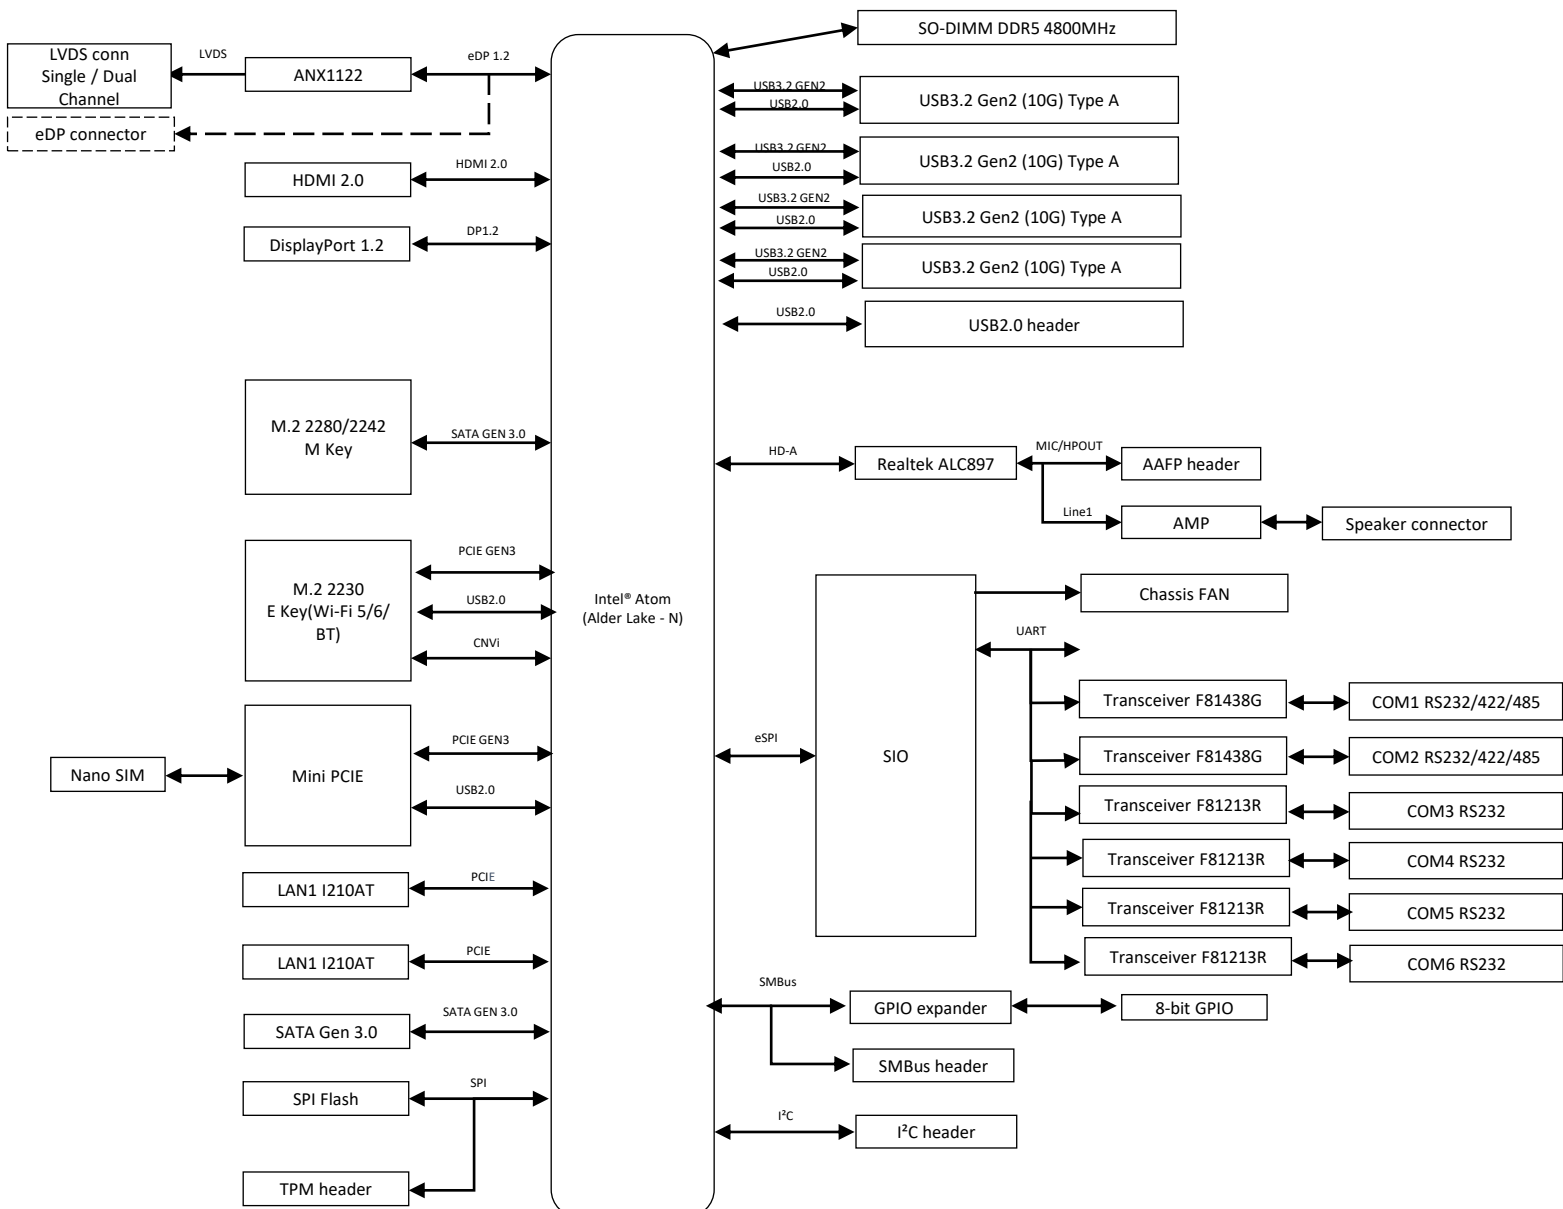 SO-DIMM DDR5 4800MHz
LVDS conn
Single / Dual
Channel
LVDS
ANX1122
eDP 1.2
eDP connector
HDMI 2.0
HDMI 2.0
DisplayPort 1.2
DP1.2
USB3.2 GEN2
USB2.0
USB3.2 Gen2 (10G) Type A
USB3.2 GEN2
USB2.0
USB3.2 Gen2 (10G) Type A
USB3.2 GEN2
USB2.0
USB3.2 Gen2 (10G) Type A
USB3.2 GEN2
USB2.0
USB3.2 Gen2 (10G) Type A
USB2.0
USB2.0 header
M.2 2280/2242
M Key
SATA GEN 3.0
HD-A
Realtek ALC897
MIC/HPOUT
AAFP header
Line1
AMP
Speaker connector
M.2 2230
E Key(Wi-Fi 5/6/
BT)
PCIE GEN3
USB2.0
CNVi
Intel® Atom
(Alder Lake - N)
Chassis FAN
UART
SIO
eSPI
Transceiver F81438G
COM1 RS232/422/485
Transceiver F81438G
COM2 RS232/422/485
Transceiver F81213R
COM3 RS232
Transceiver F81213R
COM4 RS232
Transceiver F81213R
COM5 RS232
Transceiver F81213R
COM6 RS232
Nano SIM
Mini PCIE
PCIE GEN3
USB2.0
LAN1 I210AT
PCIE
LAN1 I210AT
PCIE
SATA Gen 3.0
SATA GEN 3.0
SPI Flash
SPI
TPM header
SMBus
GPIO expander
8-bit GPIO
SMBus header
I²C
I²C header